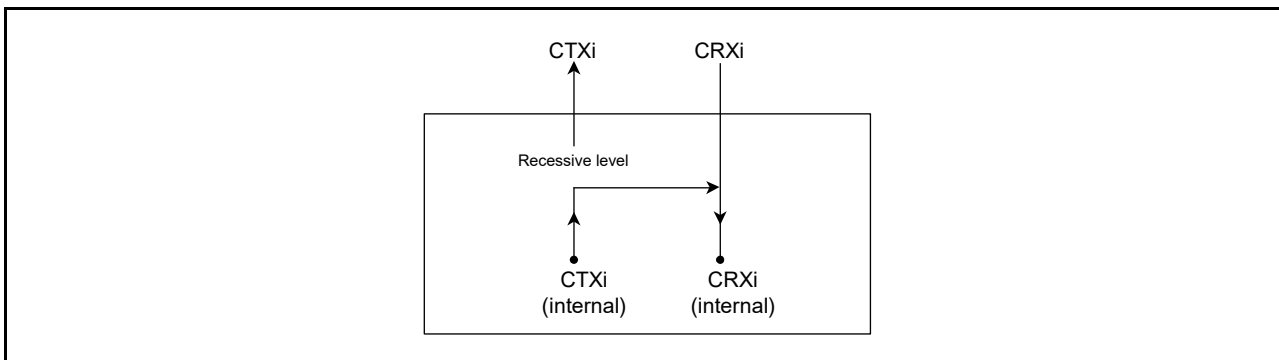 CTXi CRXi
Recessive level
CTXi CRXi
(internal) (internal)